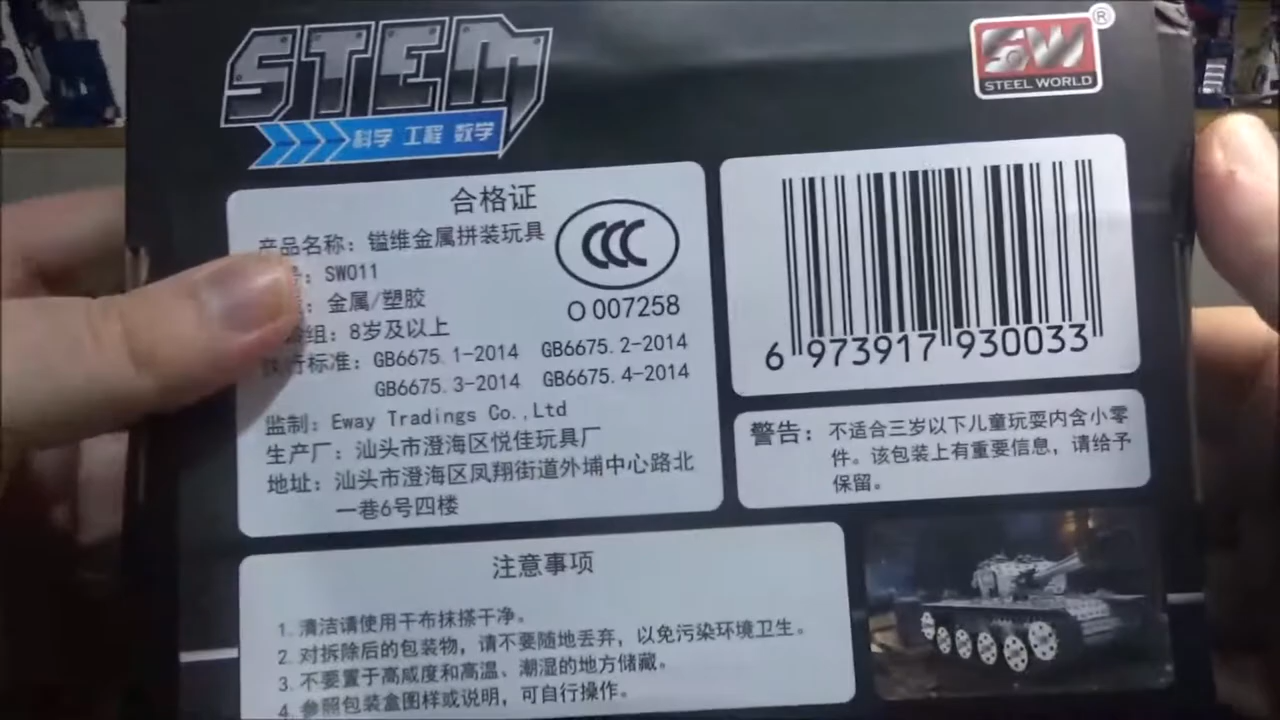 STEM
科学 工程 数学
SW
STEEL WORLD
®
合格证
产品名称：镒维金属拼装玩具
号：SW011
：金属/塑胶
组：8岁及以上
执行标准：GB6675.1-2014 GB6675.2-2014
GB6675.3-2014 GB6675.4-2014
监制：Eway Tradings Co.,Ltd
生产厂：汕头市澄海区悦佳玩具厂
地址：汕头市澄海区凤翔街道外埔中心路北
一巷6号四楼
CCC
O 007258
6 973917 930033
警告：不适合三岁以下儿童玩耍内含小零
件。该包装上有重要信息，请给予
保留。
注意事项
1. 清洁请使用干布抹搽干净。
2. 对拆除后的包装物，请不要随地丢弃，以免污染环境卫生。
3. 不要置于高咸度和高温、潮湿的地方储藏。
4. 参照包装盒图样或说明，可自行操作。